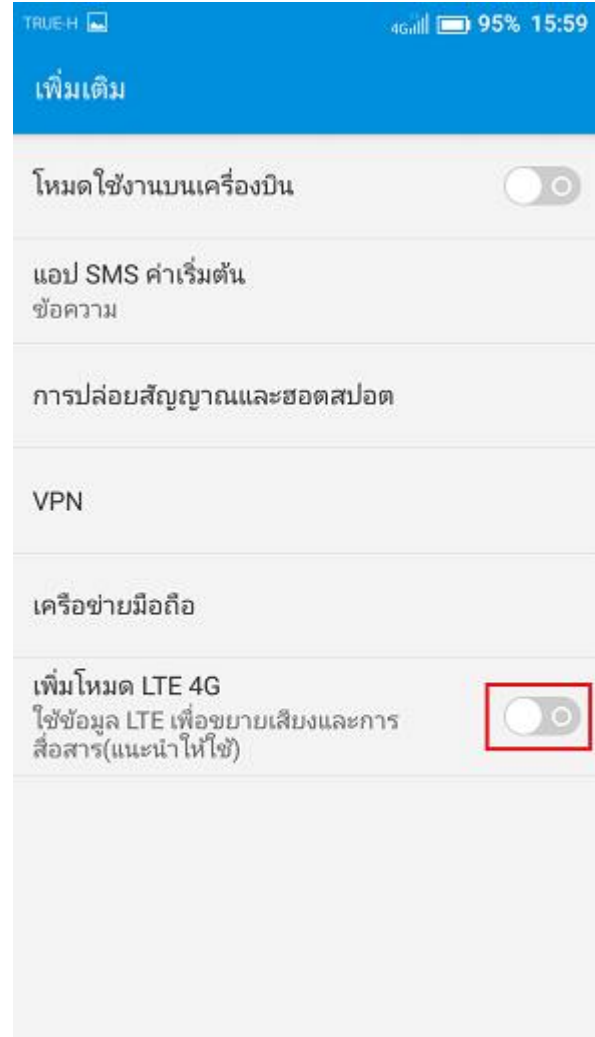 TRUE-H 4G 95% 15:59
เพิ่มเติม
โหมดใช้งานบนเครื่องบิน
แอป SMS ค่าเริ่มต้น
ข้อความ
การปล่อยสัญญาณและฮอตสปอต
VPN
เครือข่ายมือถือ
เพิ่มโหมด LTE 4G
ใช้ข้อมูล LTE เพื่อขยายเสียงและการ
สื่อสาร(แนะนำให้ใช้)